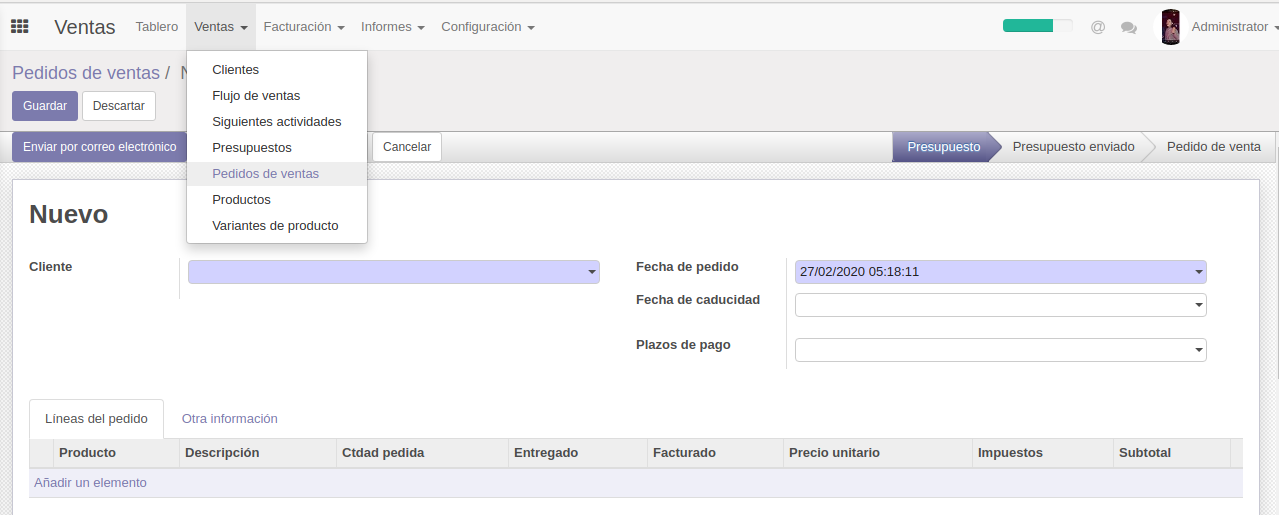 Ventas Tablero Ventas Facturación Informes Configuración @ Administrator
Pedidos de ventas / N
Guardar Descartar
Clientes
Flujo de ventas
Siguientes actividades
Presupuestos
Pedidos de ventas
Productos
Variantes de producto
Enviar por correo electrónico Cancelar Presupuesto Presupuesto enviado Pedido de venta
Nuevo
Cliente
Fecha de pedido 27/02/2020 05:18:11
Fecha de caducidad
Plazos de pago
Líneas del pedido Otra información
Producto Descripción Ctdad pedida Entregado Facturado Precio unitario Impuestos Subtotal
Añadir un elemento